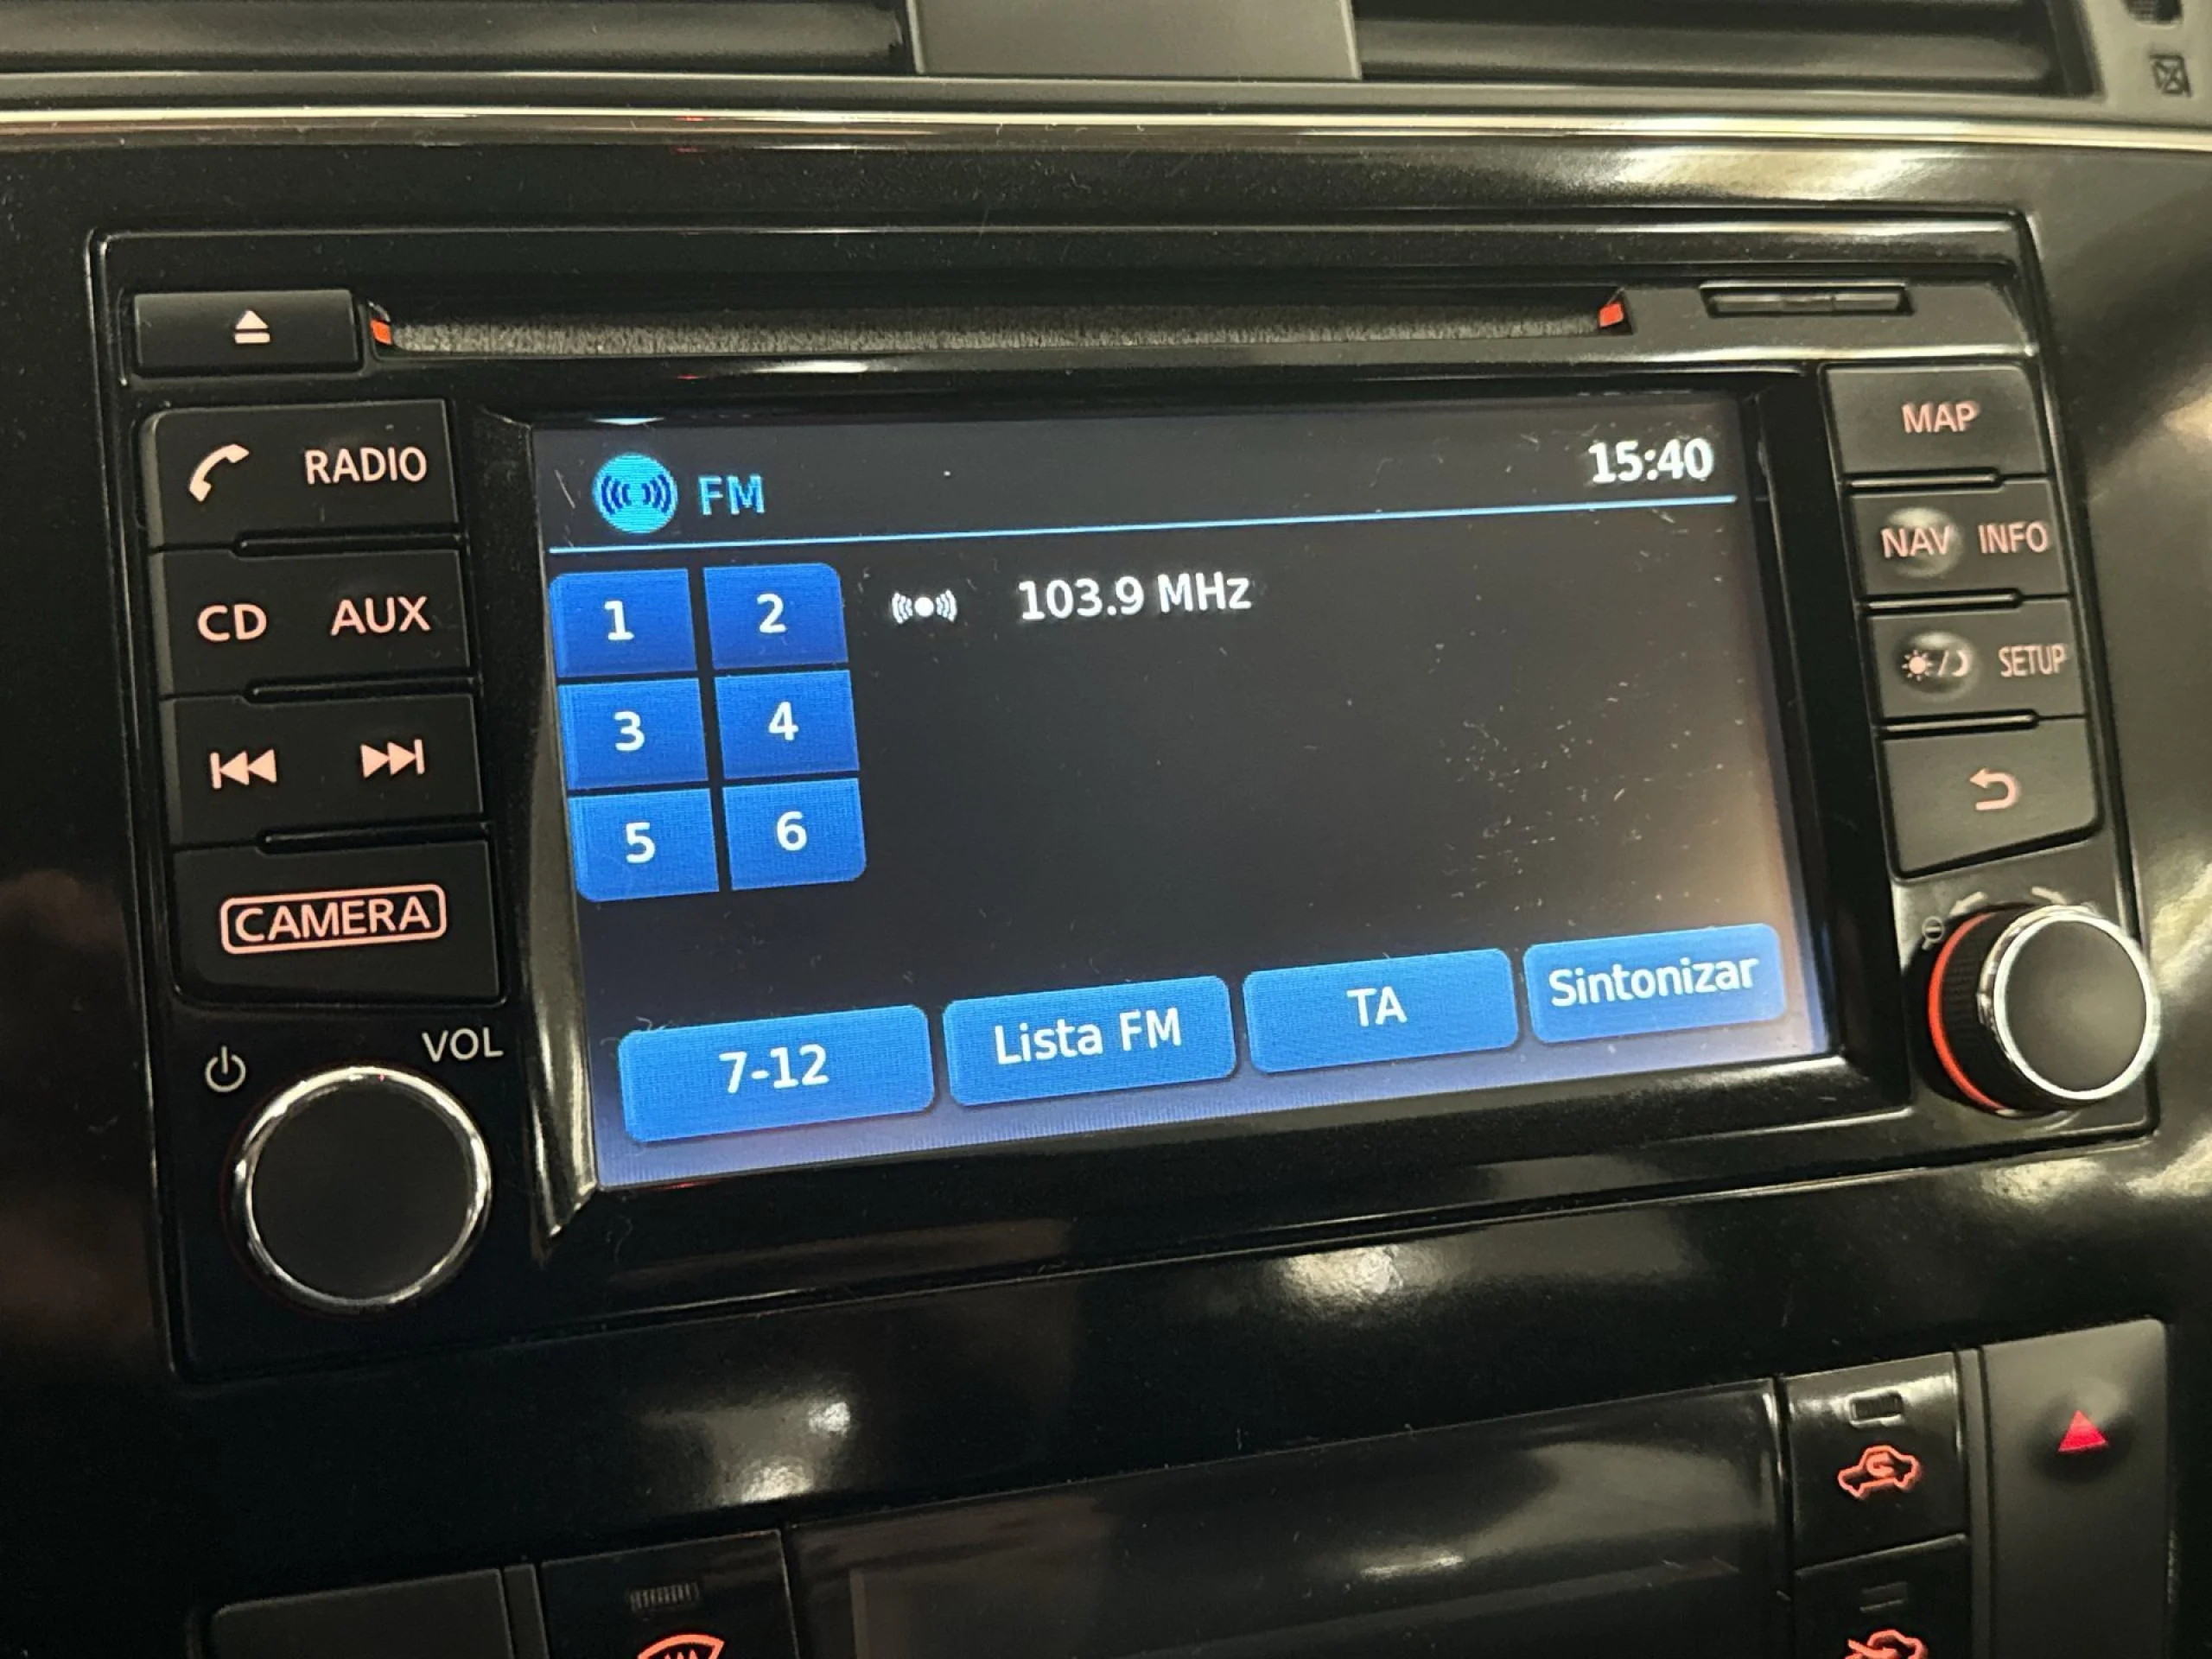 RADIO
CD AUX
CAMERA
VOL
FM 15:40
1 2 103.9 MHz
3 4
5 6
7-12 Lista FM TA Sintonizar
MAP
NAV INFO
SETUP